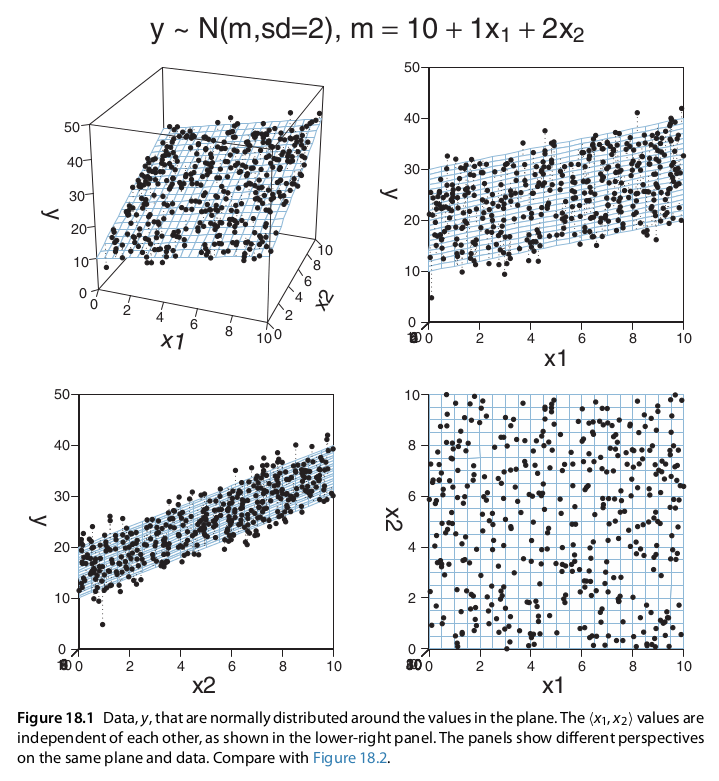 y ~ N(m,sd=2), m = 10 + 1x₁ + 2x₂
50
40
30
20
10
0
y
0
2
4
6
8
10
x1
0
2
4
6
8
10
x2
50
40
30
20
10
0
y
0 2 4 6 8 10
x1
50
40
30
20
10
0
y
0 2 4 6 8 10
x2
10
8
6
4
2
0
x2
0 2 4 6 8 10
x1
Figure 18.1 Data, y, that are normally distributed around the values in the plane. The ⟨x₁, x₂⟩ values are
independent of each other, as shown in the lower-right panel. The panels show different perspectives
on the same plane and data. Compare with Figure 18.2.